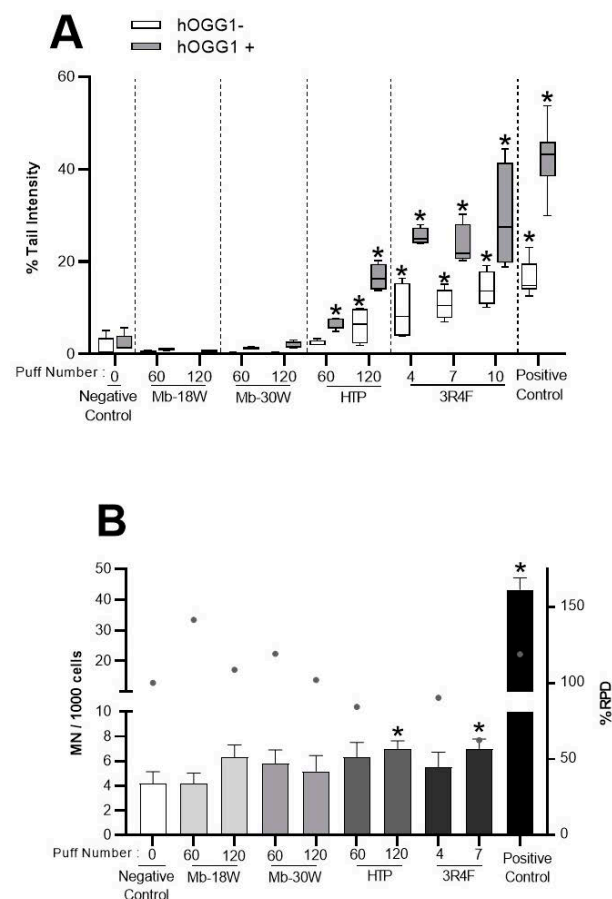 A
hOGG1-
hOGG1 +
60
40
20
0
% Tail Intensity
* * * * * * * * * * *
Puff Number : 0 60 120 60 120 60 120 4 7 10
Negative Control Mb-18W Mb-30W HTP 3R4F Positive Control
B
50
40
30
20
10
8
6
4
2
0
MN / 1000 cells
* * *
150
100
50
0
%RPD
Puff Number : 0 60 120 60 120 60 120 4 7
Negative Control Mb-18W Mb-30W HTP 3R4F Positive Control